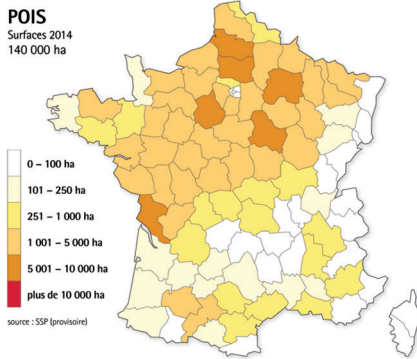 POIS
Surfaces 2014
140 000 ha
0 – 100 ha
101 – 250 ha
251 – 1 000 ha
1 001 – 5 000 ha
5 001 – 10 000 ha
plus de 10 000 ha
source : SSP (provisoire)